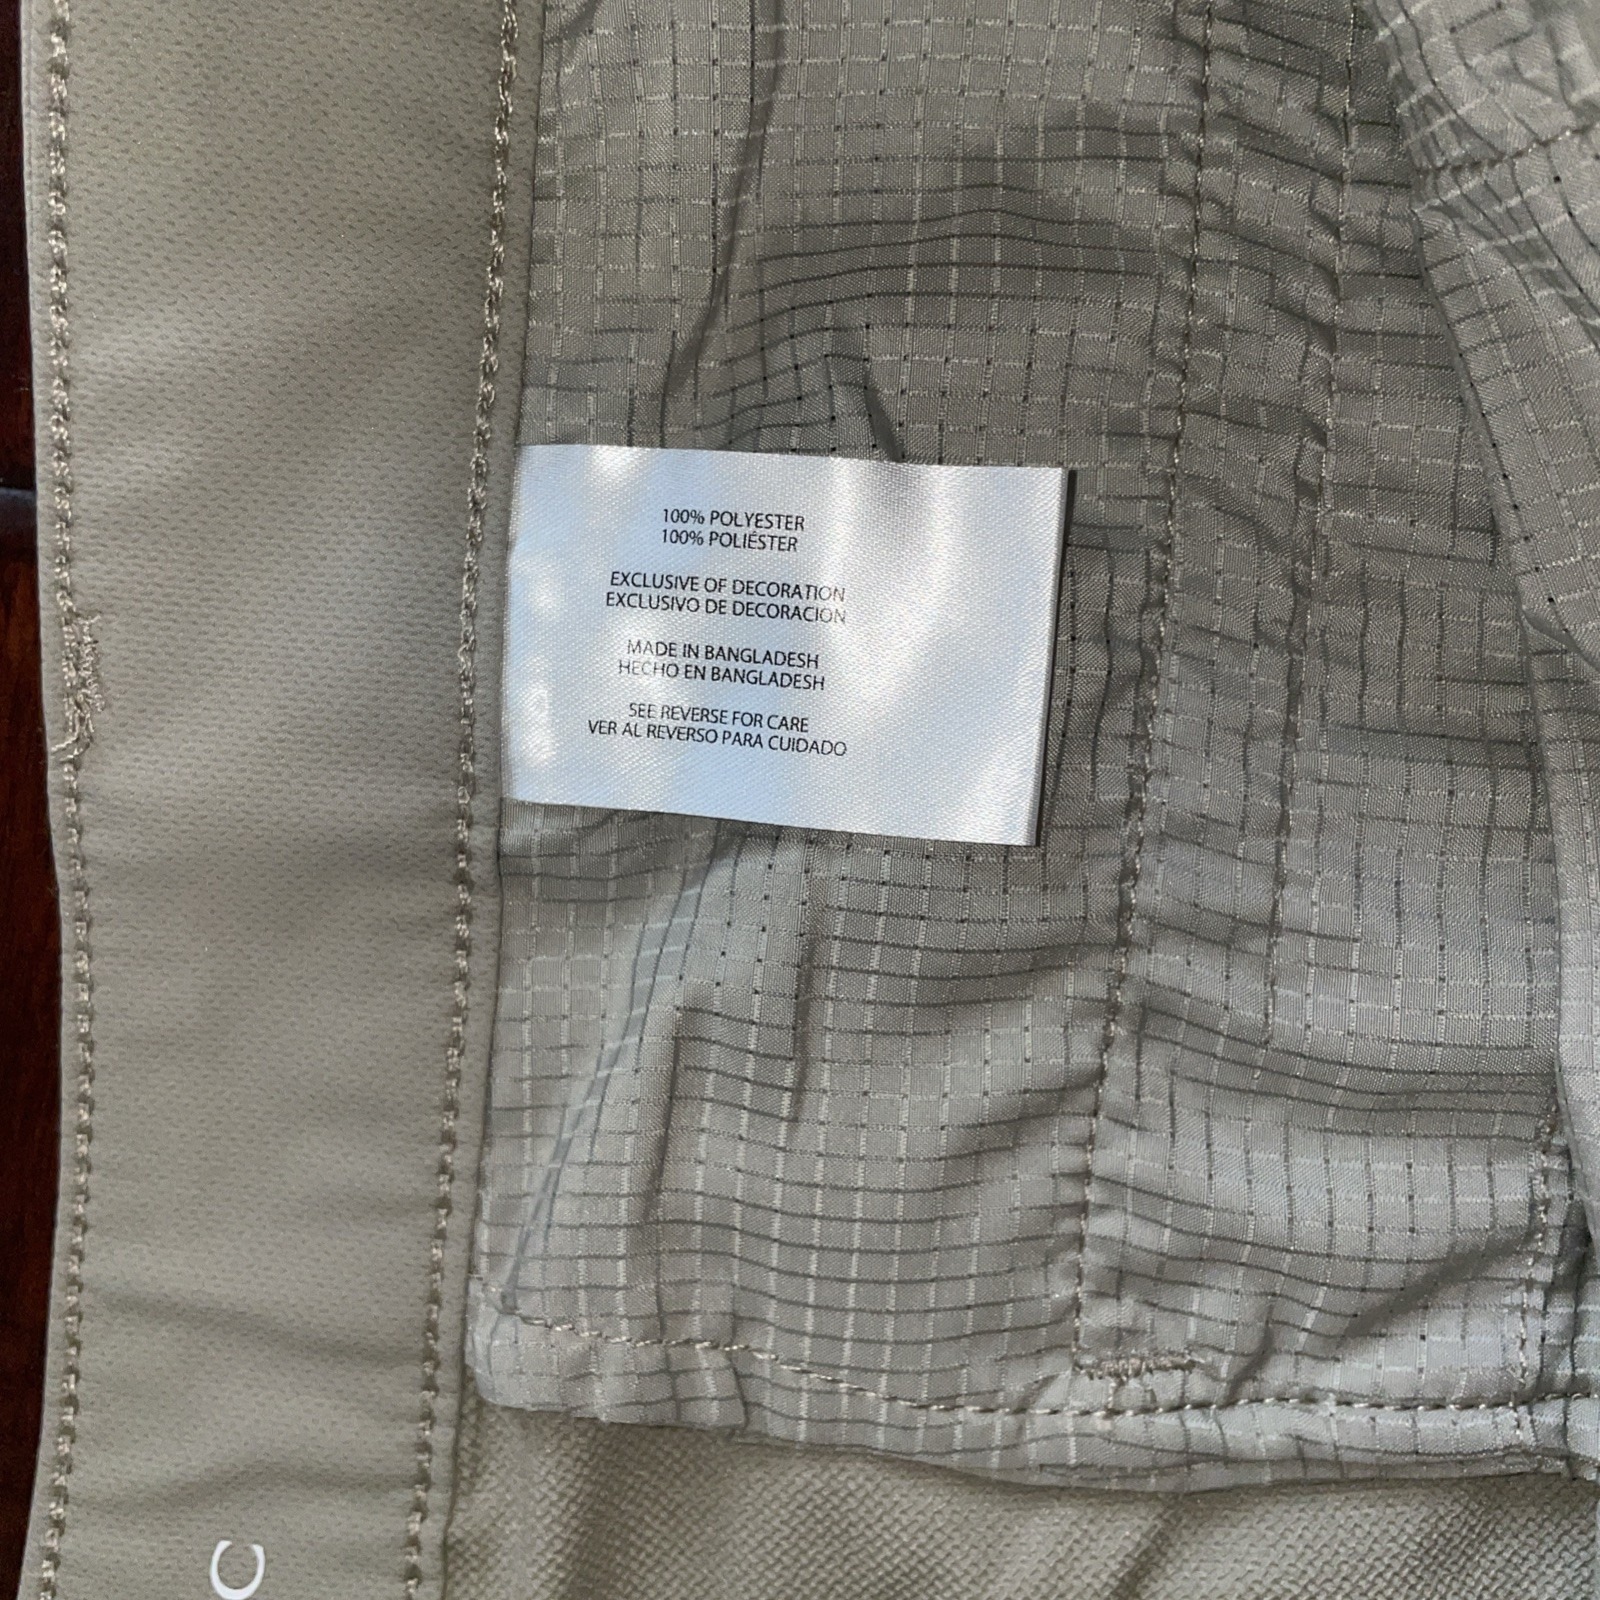 100% POLYESTER
100% POLIÉSTER
EXCLUSIVE OF DECORATION
EXCLUSIVO DE DECORACION
MADE IN BANGLADESH
HECHO EN BANGLADESH
SEE REVERSE FOR CARE
VER AL REVERSO PARA CUIDADO
C